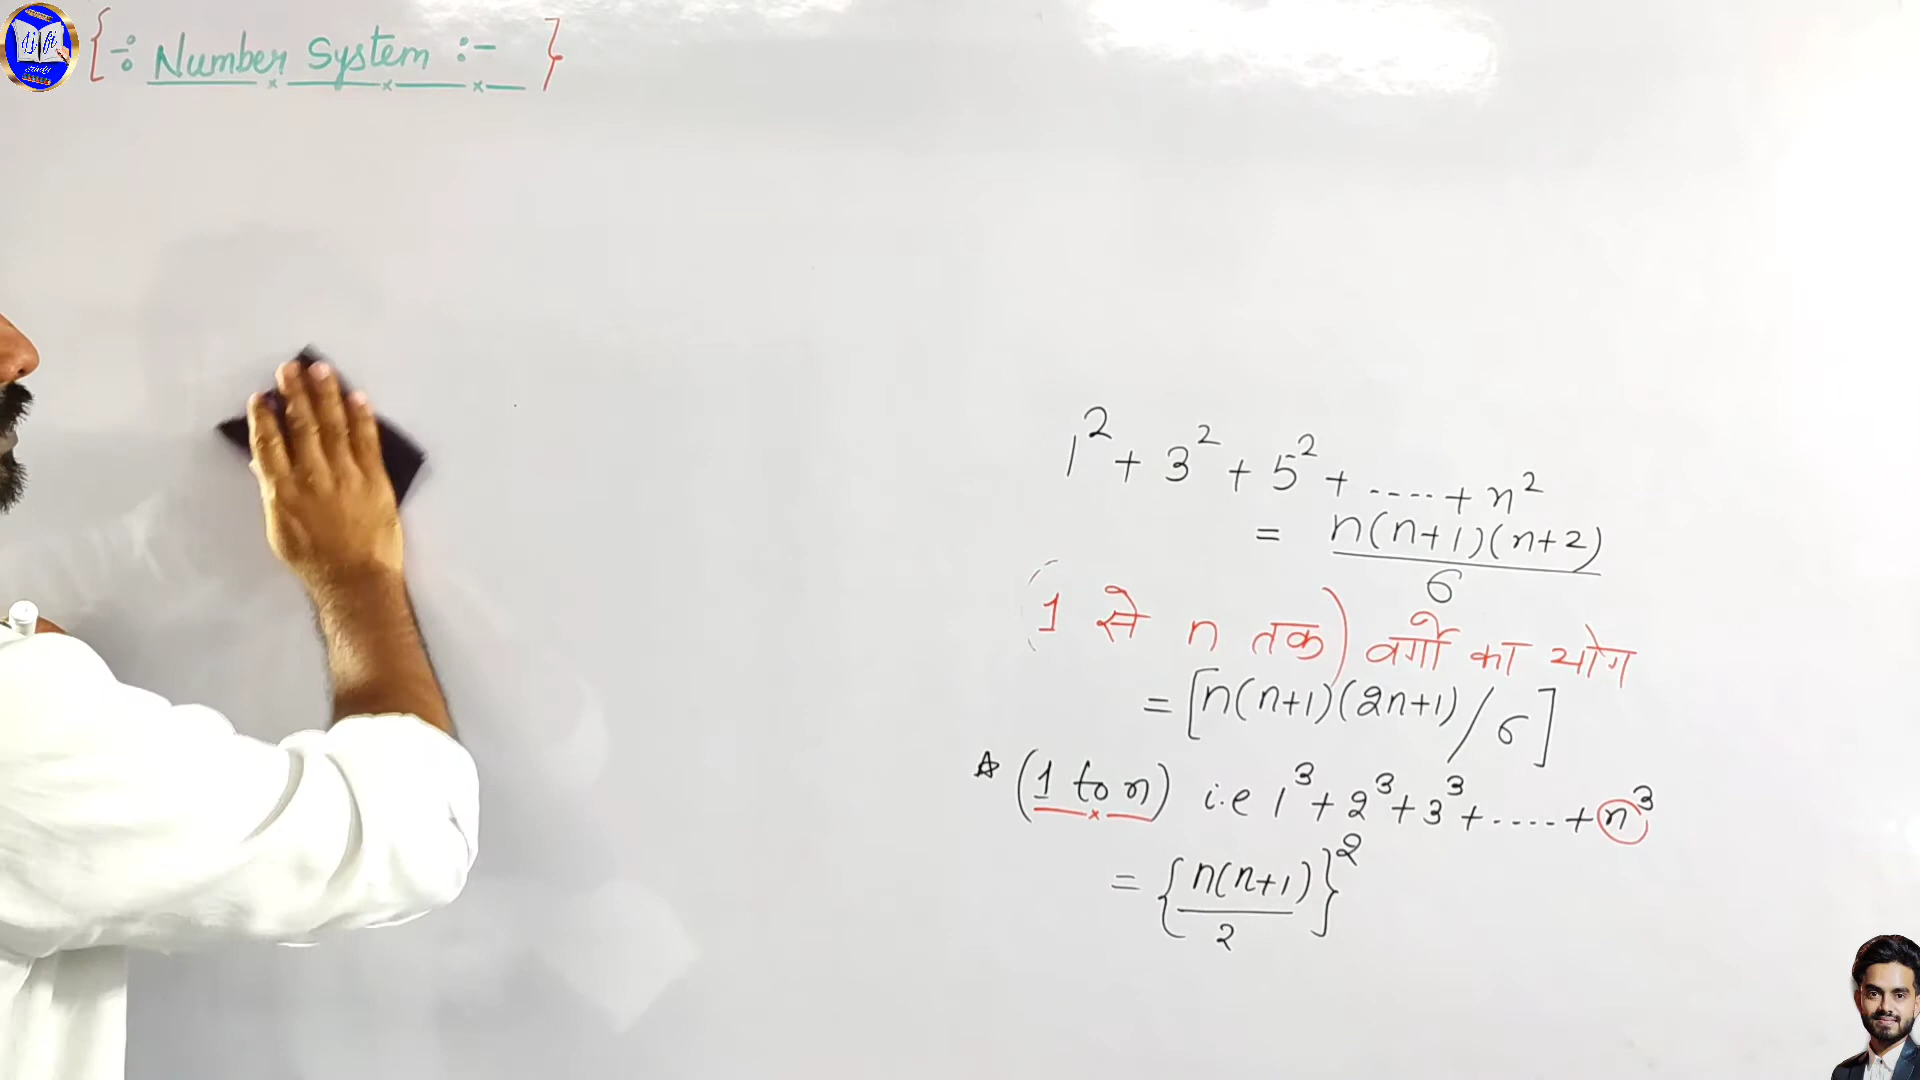 { ÷ Number System :- }
1² + 3² + 5² + ..... + n²
= n(n+1)(n+2)
6
(1 से n तक) वर्गों का योग
= [n(n+1)(2n+1)/6]
☆ (1 to n) i.e 1³ + 2³ + 3³ + ..... + n³
= {n(n+1)}²
2